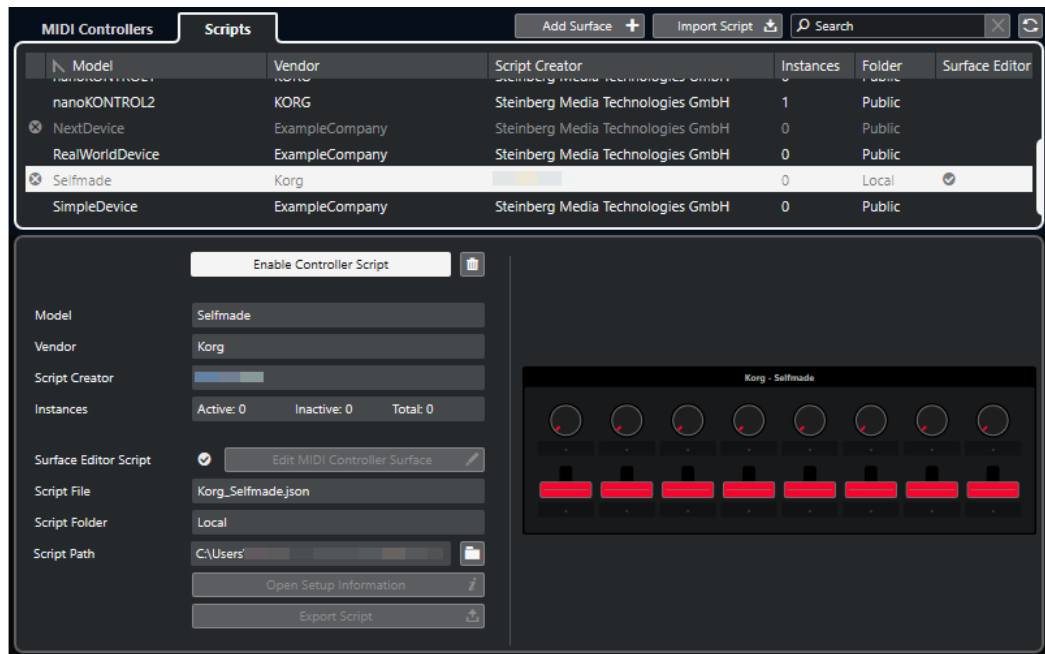 MIDI Controllers Scripts Add Surface Import Script Search
Model Vendor Script Creator Instances Folder Surface Editor
nanoKONTROL2 KORG Steinberg Media Technologies GmbH 1 Public
NextDevice ExampleCompany Steinberg Media Technologies GmbH 0 Public
RealWorldDevice ExampleCompany Steinberg Media Technologies GmbH 0 Public
Selfmade Korg 0 Local
SimpleDevice ExampleCompany Steinberg Media Technologies GmbH 0 Public
Enable Controller Script
Model Selfmade
Vendor Korg
Script Creator
Instances Active: 0 Inactive: 0 Total: 0
Surface Editor Script Edit MIDI Controller Surface
Script File Korg_Selfmade.json
Script Folder Local
Script Path C:\Users
Open Setup Information
Export Script
Korg - Selfmade